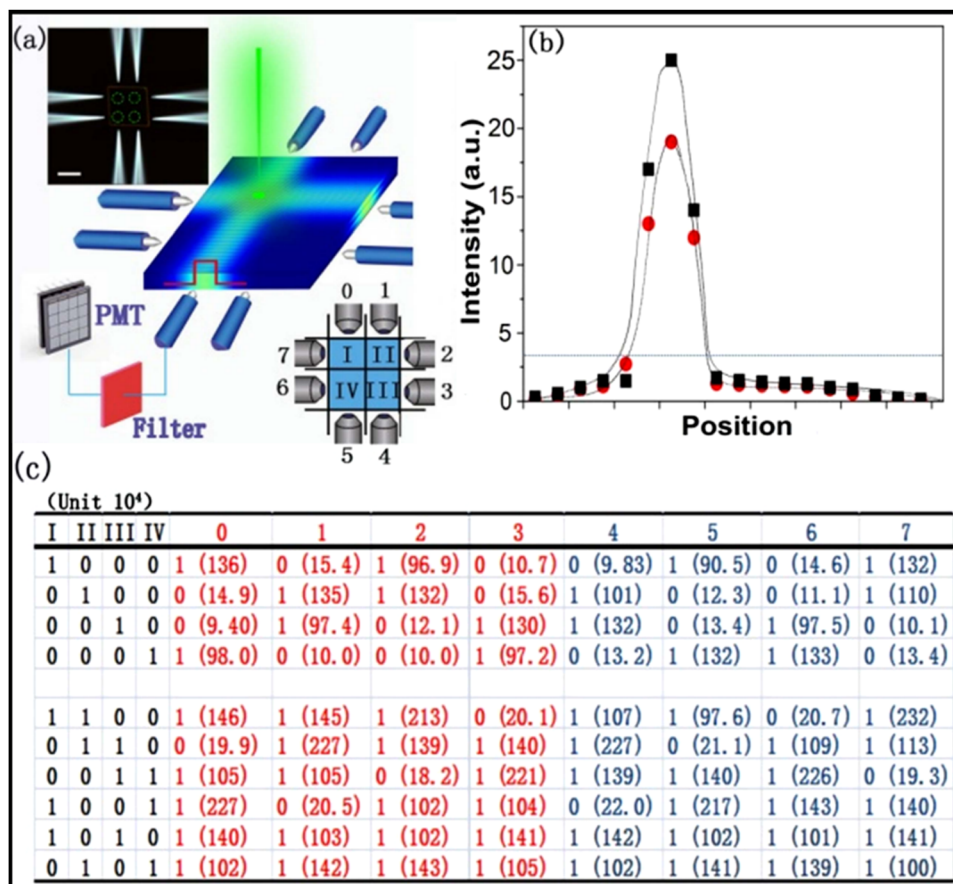 (a)
PMT
Filter
0 1
7 I II 2
6 IV III 3
5 4
(b)
25
20
15
10
5
0
Intensity (a.u.)
Position
(c)
(Unit 10⁴)
I II III IV 0 1 2 3 4 5 6 7
1 0 0 0 1 (136) 0 (15.4) 1 (96.9) 0 (10.7) 0 (9.83) 1 (90.5) 0 (14.6) 1 (132)
0 1 0 0 0 (14.9) 1 (135) 1 (132) 0 (15.6) 1 (101) 0 (12.3) 0 (11.1) 1 (110)
0 0 1 0 0 (9.40) 1 (97.4) 0 (12.1) 1 (130) 1 (132) 0 (13.4) 1 (97.5) 0 (10.1)
0 0 0 1 1 (98.0) 0 (10.0) 0 (10.0) 1 (97.2) 0 (13.2) 1 (132) 1 (133) 0 (13.4)
1 1 0 0 1 (146) 1 (145) 1 (213) 0 (20.1) 1 (107) 1 (97.6) 0 (20.7) 1 (232)
0 1 1 0 0 (19.9) 1 (227) 1 (139) 1 (140) 1 (227) 0 (21.1) 1 (109) 1 (113)
0 0 1 1 1 (105) 1 (105) 0 (18.2) 1 (221) 1 (139) 1 (140) 1 (226) 0 (19.3)
1 0 0 1 1 (227) 0 (20.5) 1 (102) 1 (104) 0 (22.0) 1 (217) 1 (143) 1 (140)
1 0 1 0 1 (140) 1 (103) 1 (102) 1 (141) 1 (142) 1 (102) 1 (101) 1 (141)
0 1 0 1 1 (102) 1 (142) 1 (143) 1 (105) 1 (102) 1 (141) 1 (139) 1 (100)